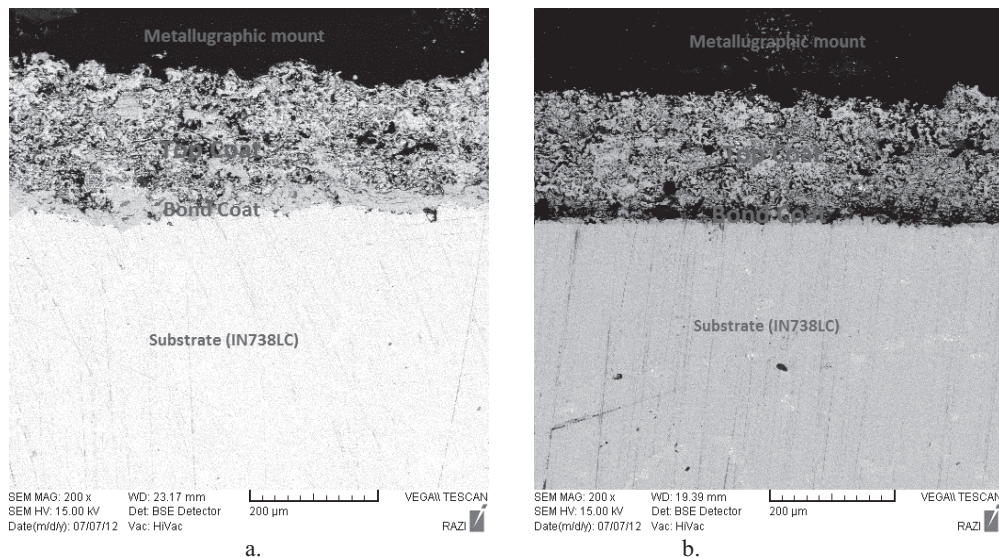 Metallugraphic mount
Top Coat
Bond Coat
Substrate (IN738LC)
SEM MAG: 200 x WD: 23.17 mm
SEM HV: 15.00 kV Det: BSE Detector 200 µm VEGA\\ TESCAN
Date(m/d/y): 07/07/12 Vac: HiVac RAZI
a.
Metallugraphic mount
Top Coat
Bond Coat
Substrate (IN738LC)
SEM MAG: 200 x WD: 19.39 mm
SEM HV: 15.00 kV Det: BSE Detector 200 µm VEGA\\ TESCAN
Date(m/d/y): 07/07/12 Vac: HiVac RAZI
b.